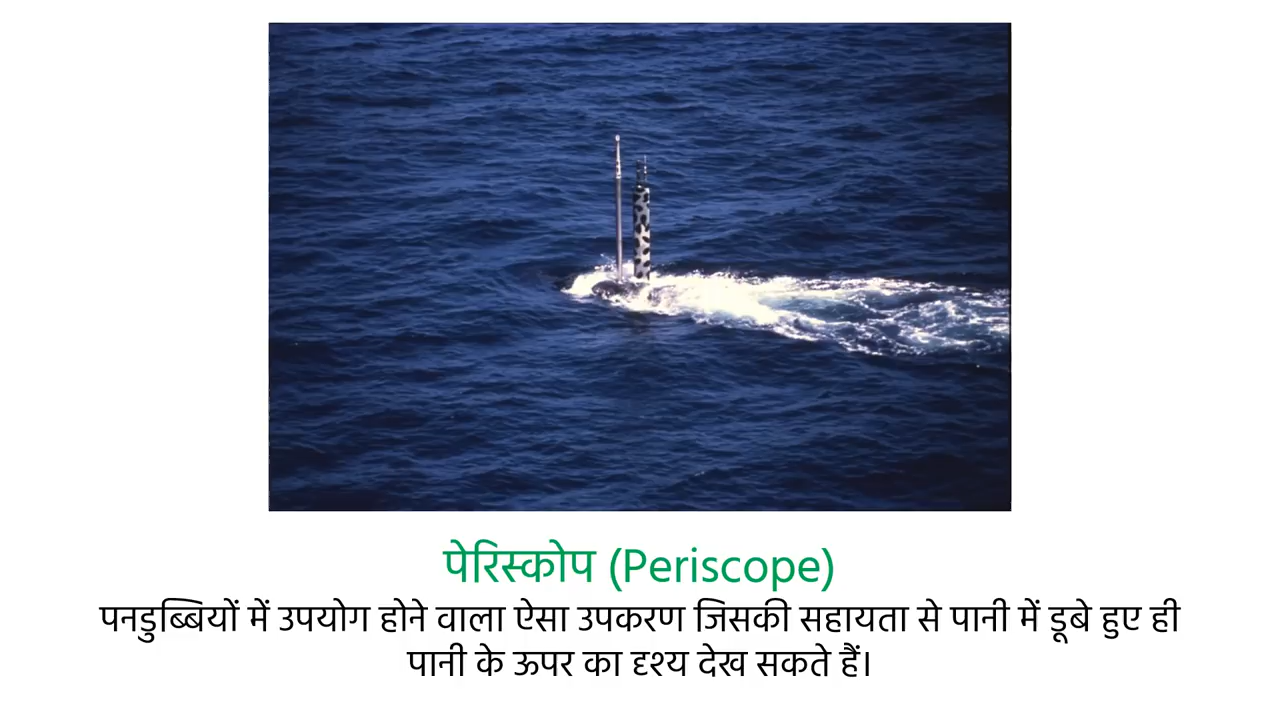 पेरिस्कोप (Periscope)
पनडुब्बियों में उपयोग होने वाला ऐसा उपकरण जिसकी सहायता से पानी में डूबे हुए ही
पानी के ऊपर का दृश्य देख सकते हैं।